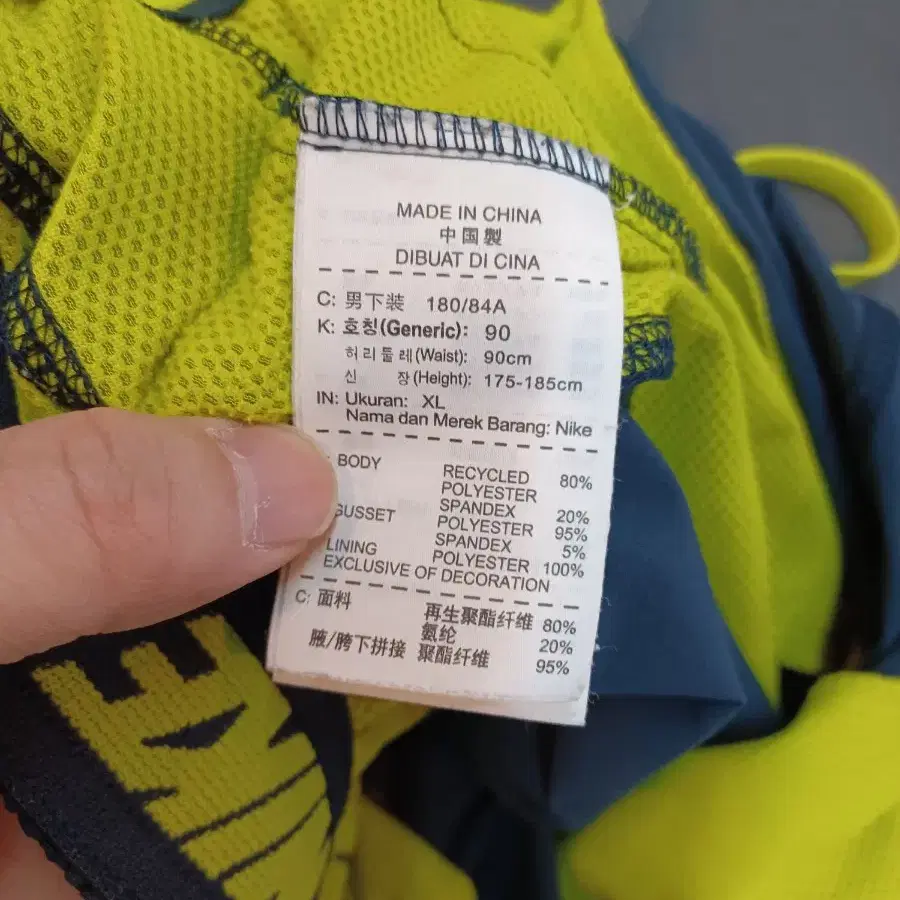 MADE IN CHINA
中国製
DIBUAT DI CINA
C: 男下装 180/84A
K: 호칭(Generic): 90
허리둘레(Waist): 90cm
신 장(Height): 175-185cm
IN: Ukuran: XL
Nama dan Merek Barang: Nike
BODY RECYCLED POLYESTER 80%
SPANDEX 20%
GUSSET POLYESTER 95%
SPANDEX 5%
LINING POLYESTER 100%
EXCLUSIVE OF DECORATION
C: 面料 再生聚酯纤维 80%
氨纶 20%
腋/胯下拼接 聚酯纤维 95%
NIKE